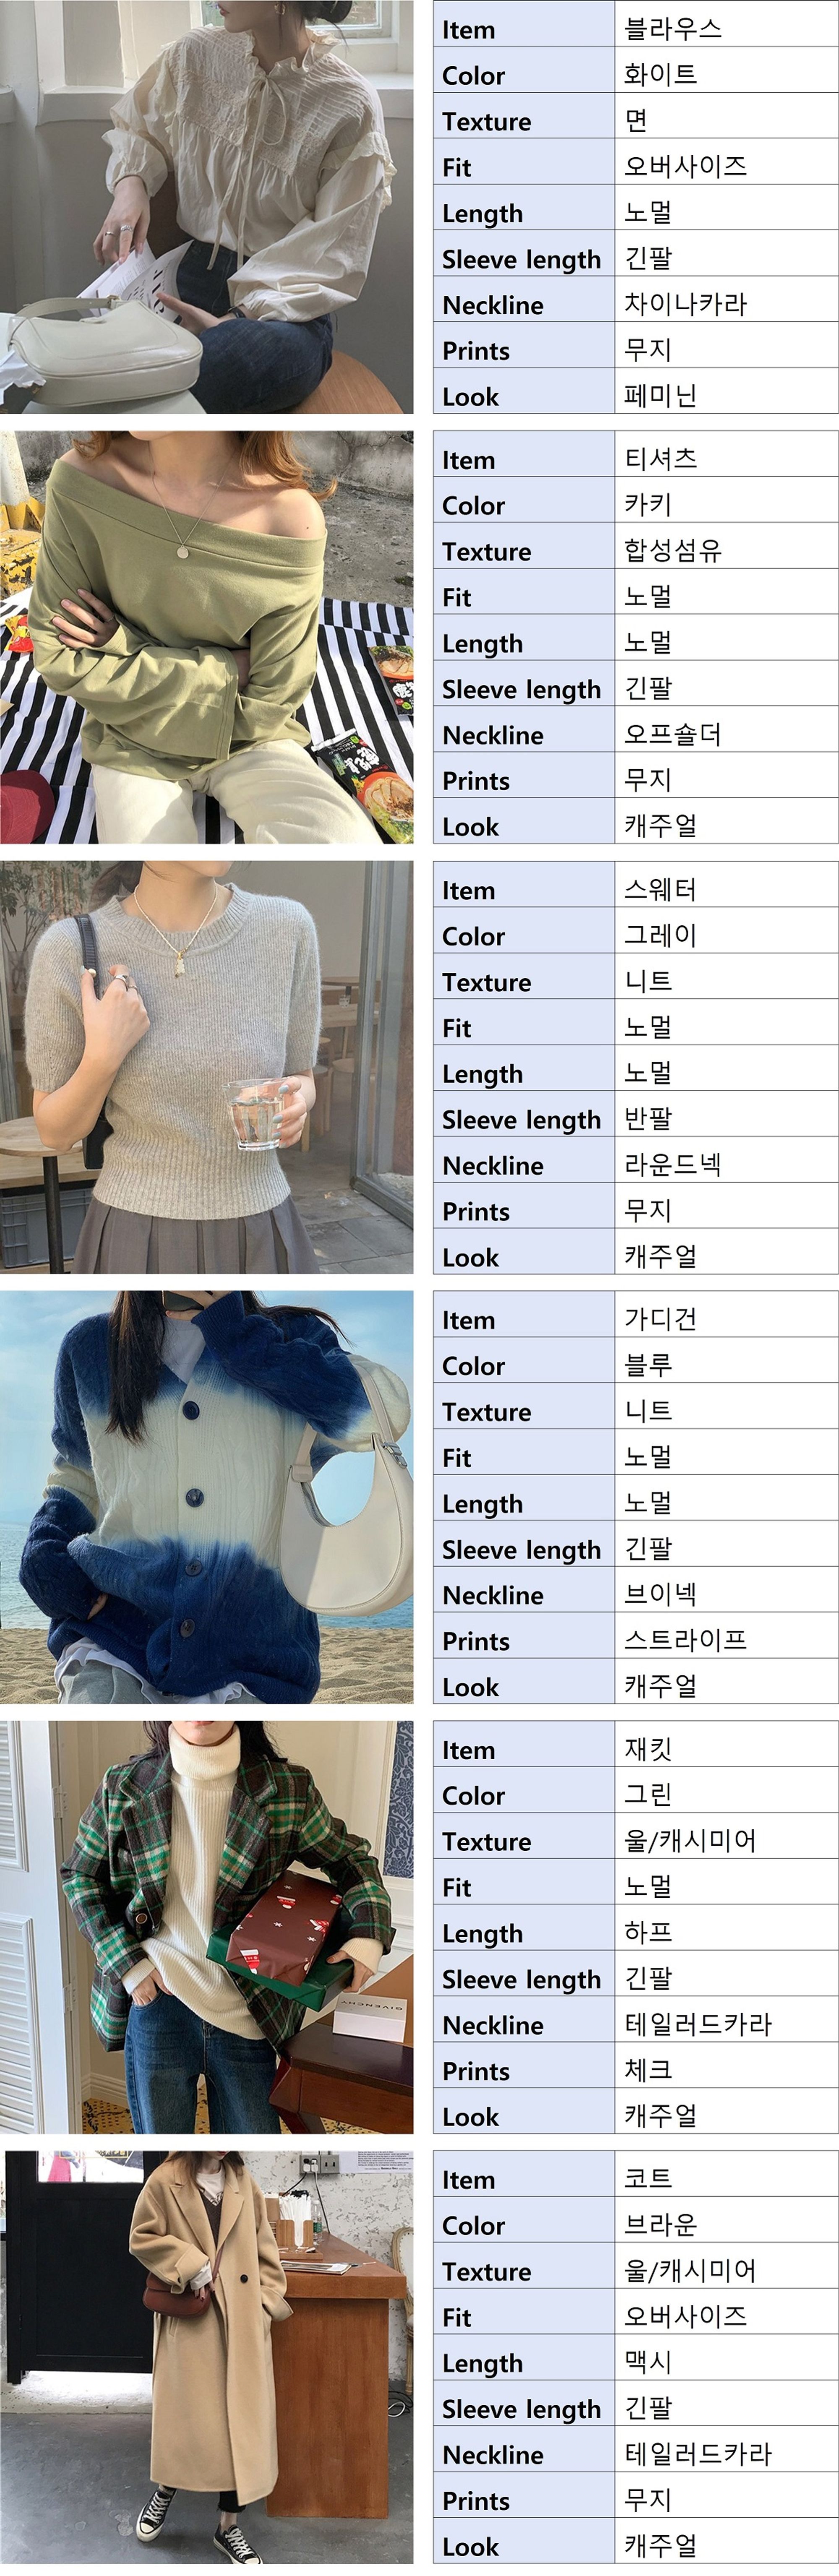 Item 블라우스
Color 화이트
Texture 면
Fit 오버사이즈
Length 노멀
Sleeve length 긴팔
Neckline 차이나카라
Prints 무지
Look 페미닌
Item 티셔츠
Color 카키
Texture 합성섬유
Fit 노멀
Length 노멀
Sleeve length 긴팔
Neckline 오프숄더
Prints 무지
Look 캐주얼
Item 스웨터
Color 그레이
Texture 니트
Fit 노멀
Length 노멀
Sleeve length 반팔
Neckline 라운드넥
Prints 무지
Look 캐주얼
Item 가디건
Color 블루
Texture 니트
Fit 노멀
Length 노멀
Sleeve length 긴팔
Neckline 브이넥
Prints 스트라이프
Look 캐주얼
Item 재킷
Color 그린
Texture 울/캐시미어
Fit 노멀
Length 하프
Sleeve length 긴팔
Neckline 테일러드카라
Prints 체크
Look 캐주얼
GIVENCHY
Item 코트
Color 브라운
Texture 울/캐시미어
Fit 오버사이즈
Length 맥시
Sleeve length 긴팔
Neckline 테일러드카라
Prints 무지
Look 캐주얼